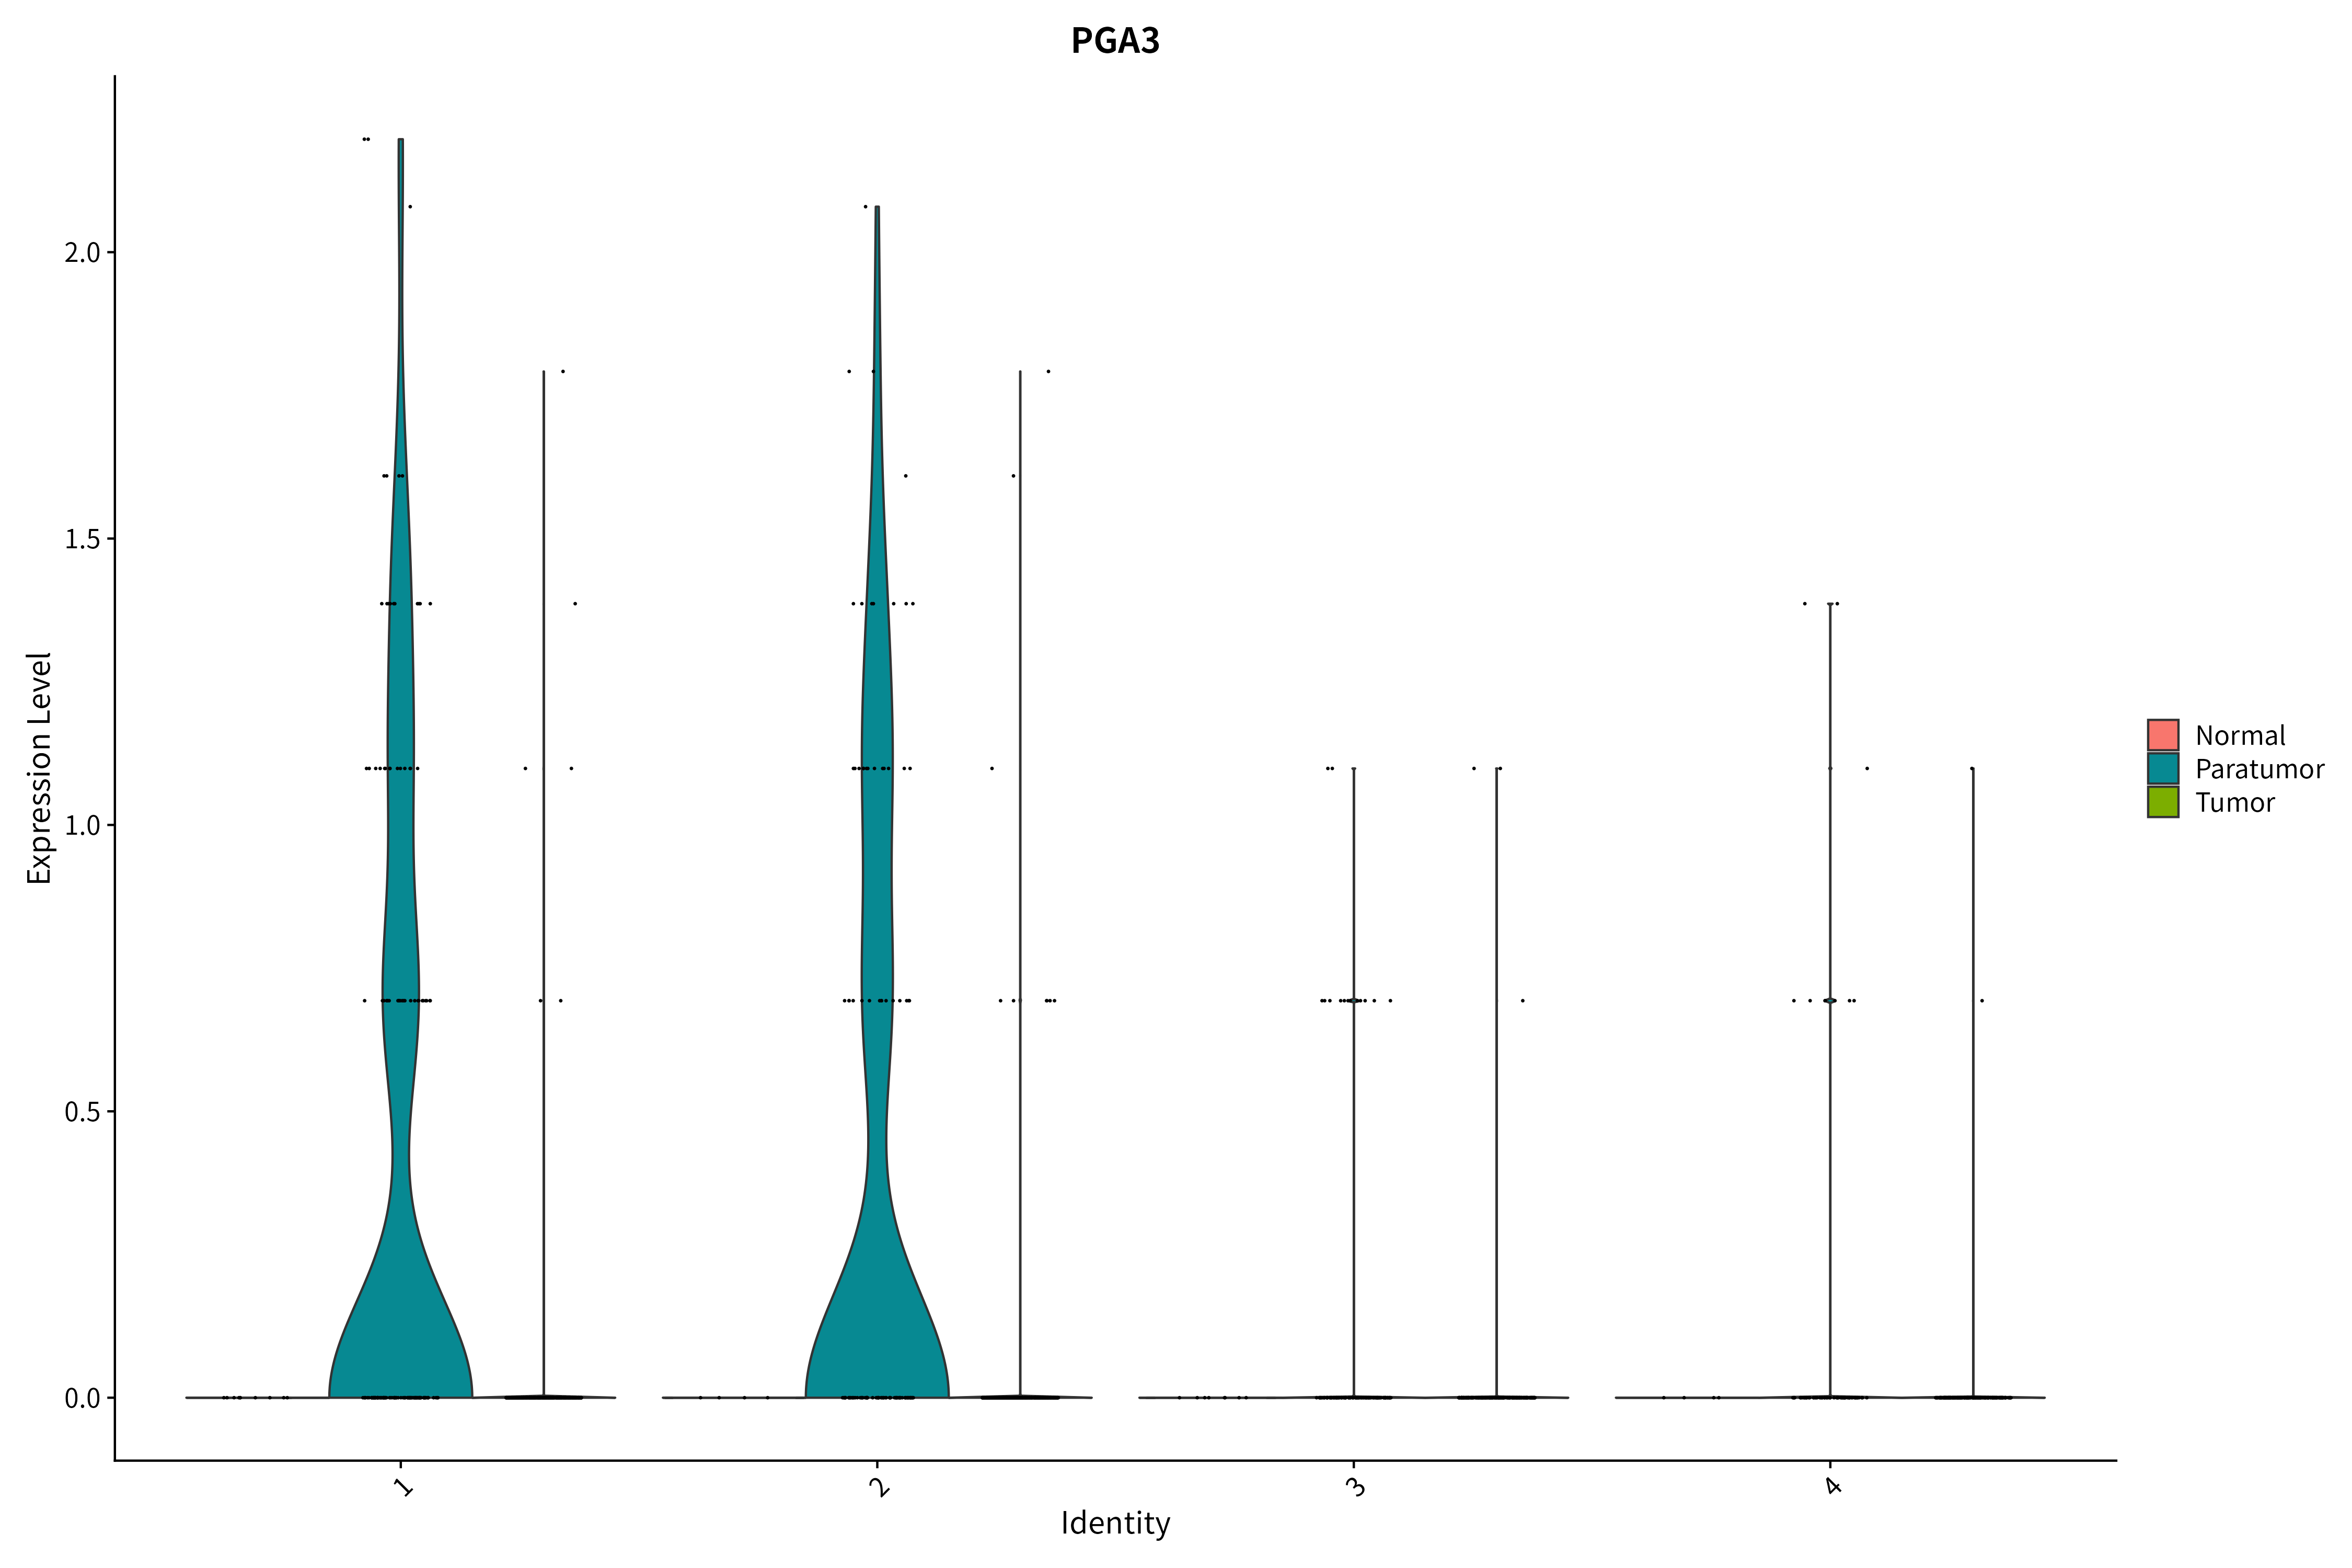 PGA3
Expression Level
2.0
1.5
1.0
0.5
0.0
1
2
3
4
Identity
Normal
Paratumor
Tumor